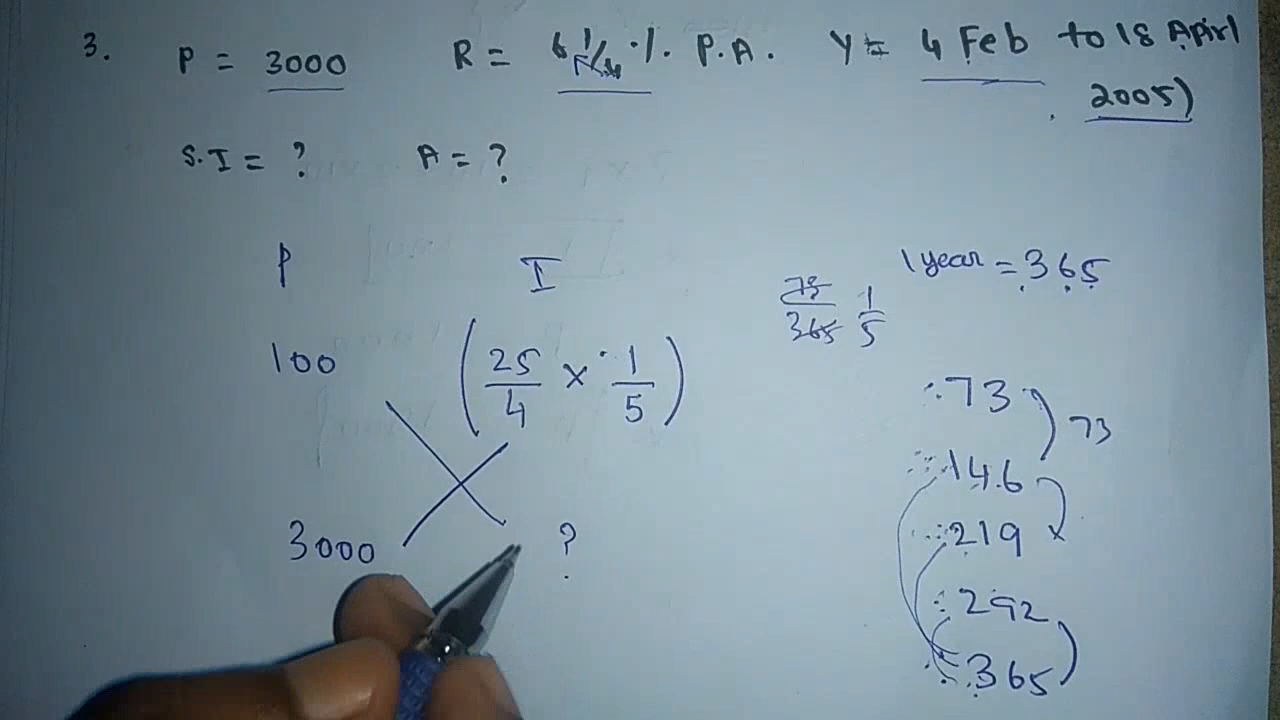 3. P = 3000 R = 6 1/4 % P.A. Y = 4 Feb to 18 Apirl
2005)
S.I = ? A = ?
P I
1 year = 365
73/365 1/5
100 (25/4 × 1/5)
73
73
146
219
3000 ?
292
365